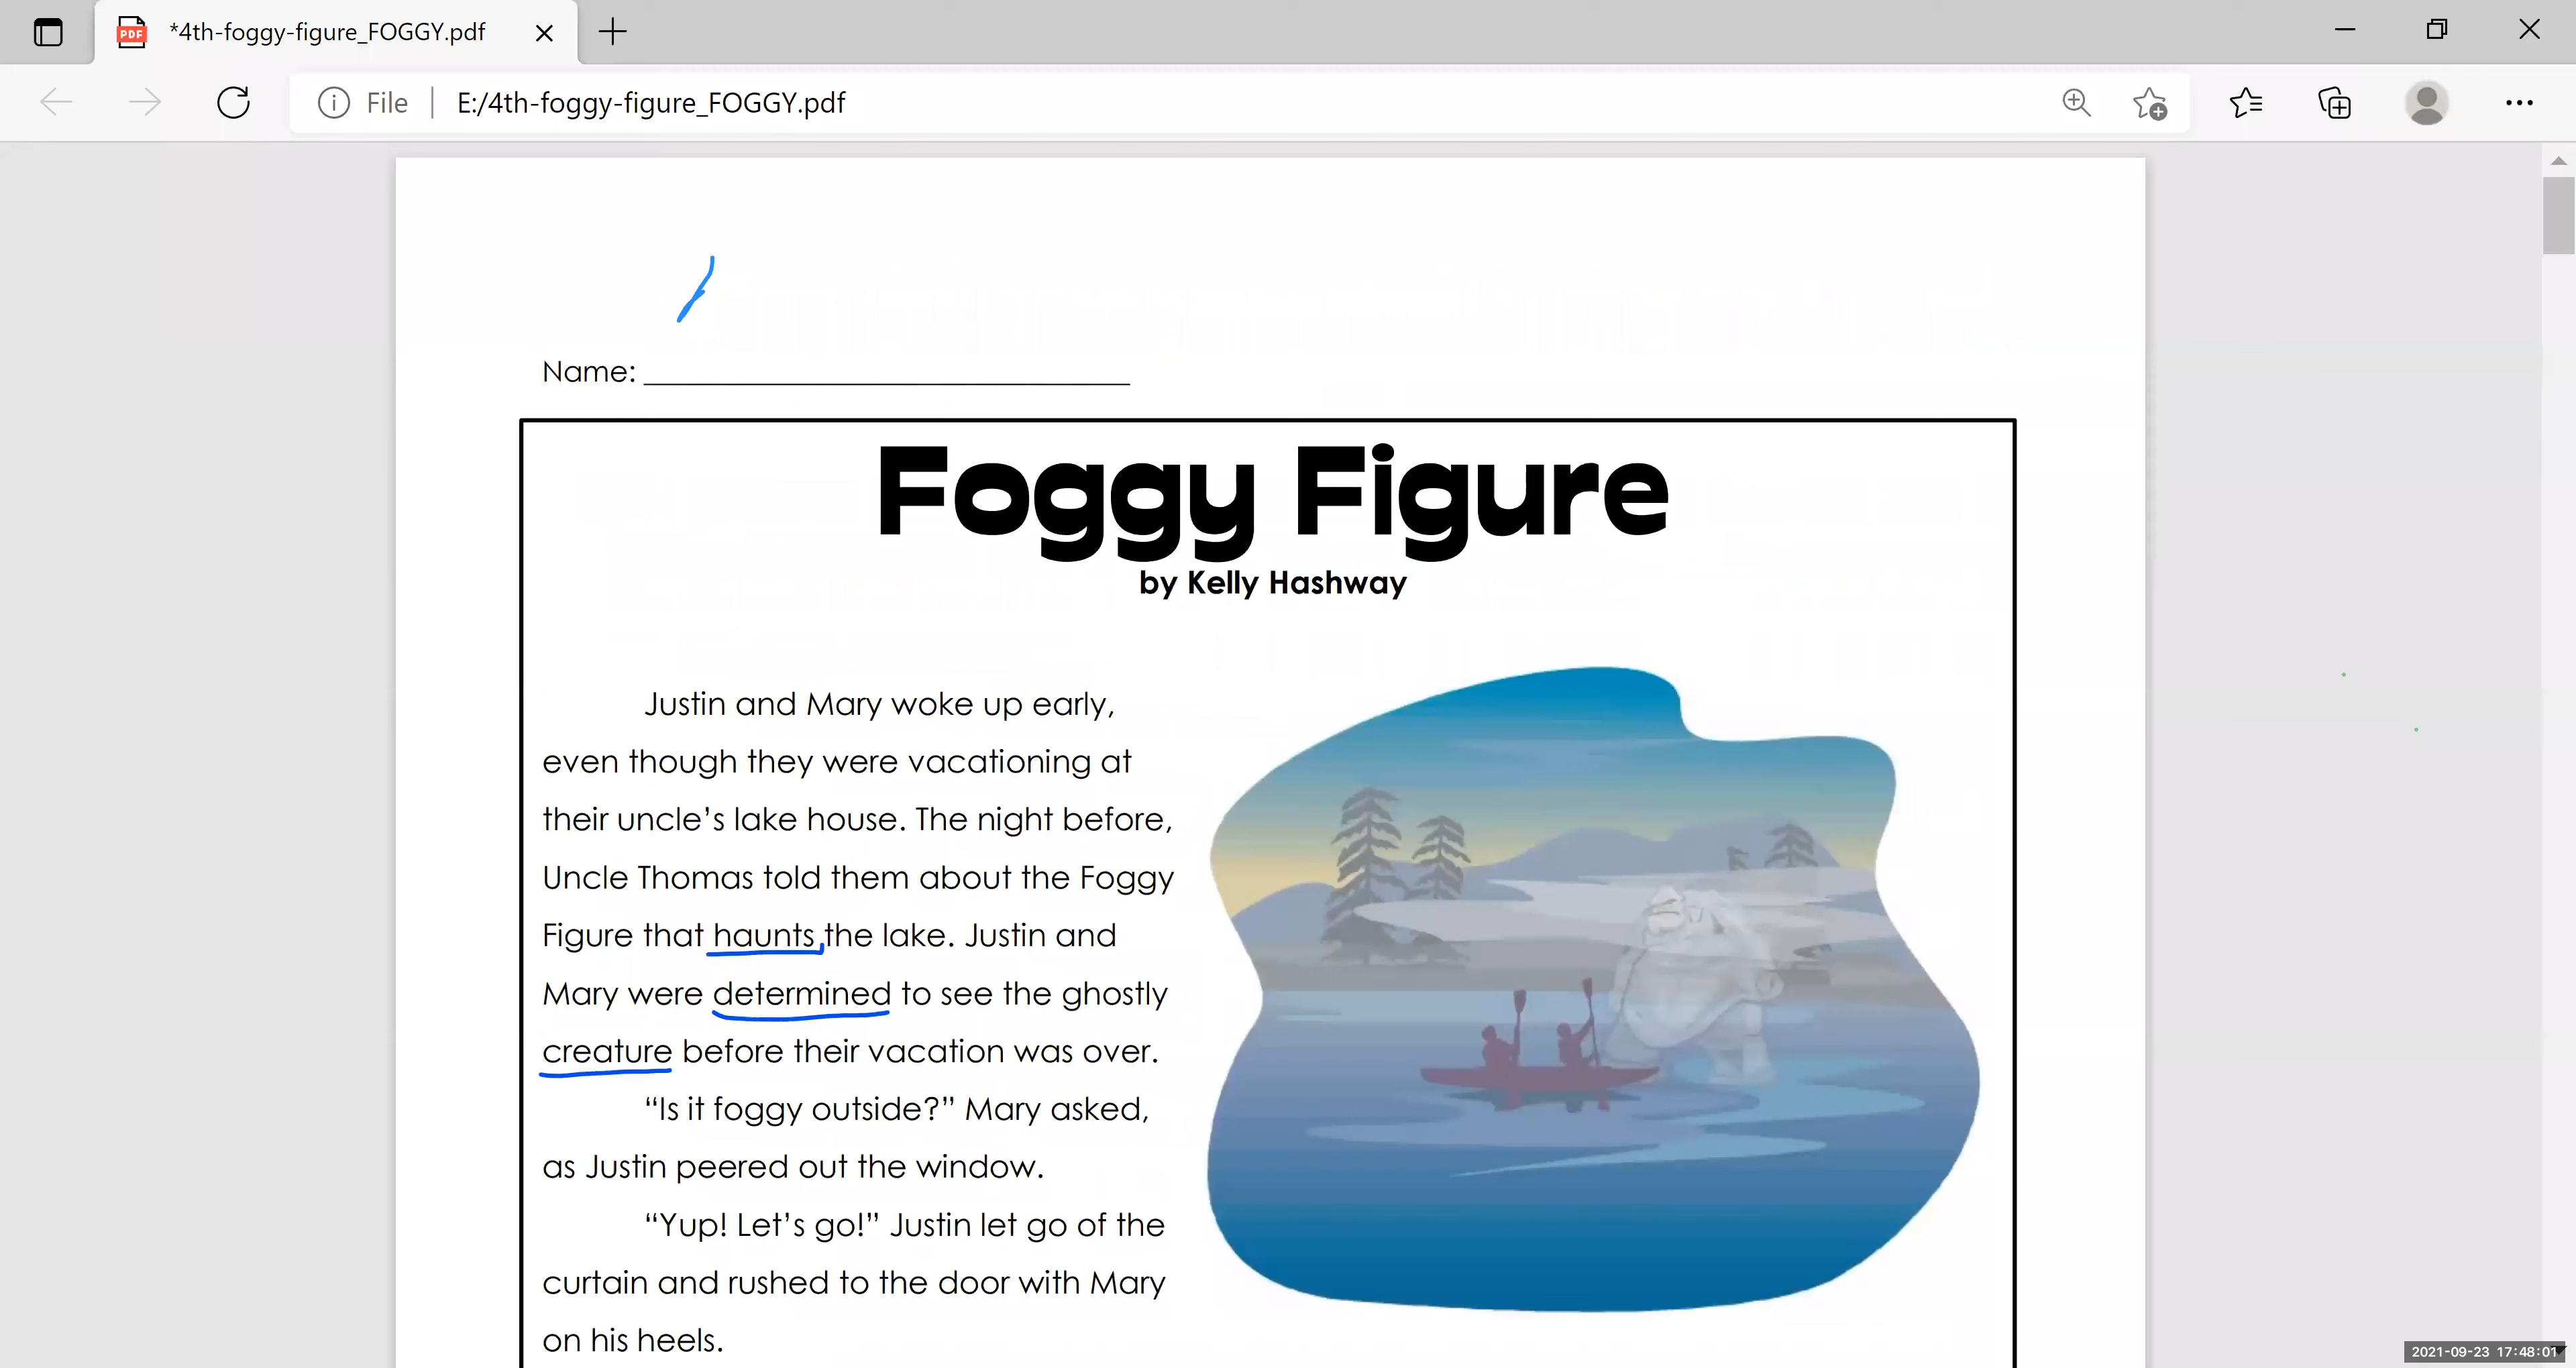 *4th-foggy-figure_FOGGY.pdf
File E:/4th-foggy-figure_FOGGY.pdf
Name: ______________________________
Foggy Figure
by Kelly Hashway
Justin and Mary woke up early,
even though they were vacationing at
their uncle’s lake house. The night before,
Uncle Thomas told them about the Foggy
Figure that haunts the lake. Justin and
Mary were determined to see the ghostly
creature before their vacation was over.
“Is it foggy outside?” Mary asked,
as Justin peered out the window.
“Yup! Let’s go!” Justin let go of the
curtain and rushed to the door with Mary
on his heels.
2021-09-23 17:48:01